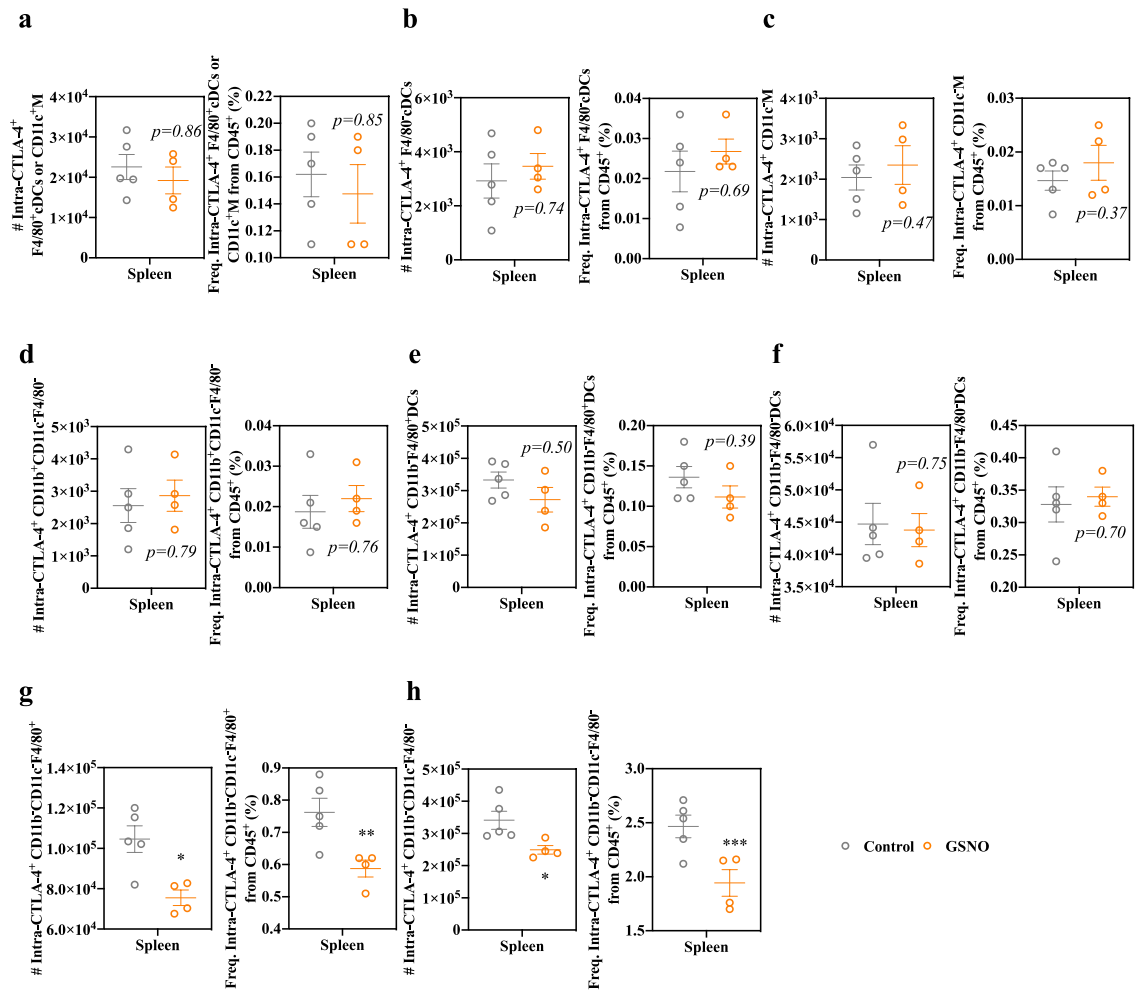 a
# Intra-CTLA-4⁺
F4/80⁺cDCs or CD11c⁺M
4×10⁴
3×10⁴
2×10⁴
1×10⁴
0
p=0.86
Spleen
Freq. Intra-CTLA-4⁺ F4/80⁺cDCs or
CD11c⁺M from CD45⁺ (%)
0.22
0.20
0.18
0.16
0.14
0.12
0.10
p=0.85
Spleen
b
# Intra-CTLA-4⁺ F4/80⁻cDCs
6×10³
4×10³
2×10³
0
p=0.74
Spleen
Freq. Intra-CTLA-4⁺ F4/80⁻cDCs
from CD45⁺ (%)
0.04
0.03
0.02
0.01
0.00
p=0.69
Spleen
c
# Intra-CTLA-4⁺ CD11c⁻M
4×10³
3×10³
2×10³
1×10³
0
p=0.47
Spleen
Freq. Intra-CTLA-4⁺ CD11c⁻M
from CD45⁺ (%)
0.03
0.02
0.01
0.00
p=0.37
Spleen
d
# Intra-CTLA-4⁺ CD11b⁺CD11c⁻F4/80⁻
5×10³
4×10³
3×10³
2×10³
1×10³
0
p=0.79
Spleen
Freq. Intra-CTLA-4⁺ CD11b⁺CD11c⁻F4/80⁻
from CD45⁺ (%)
0.04
0.03
0.02
0.01
0.00
p=0.76
Spleen
e
# Intra-CTLA-4⁺ CD11b⁻F4/80⁺DCs
5×10⁵
4×10⁵
3×10⁵
2×10⁵
1×10⁵
0
p=0.50
Spleen
Freq. Intra-CTLA-4⁺ CD11b⁻F4/80⁺DCs
from CD45⁺ (%)
0.20
0.15
0.10
0.05
0.00
p=0.39
Spleen
f
# Intra-CTLA-4⁺ CD11b⁻F4/80⁻DCs
6.0×10⁴
5.5×10⁴
5.0×10⁴
4.5×10⁴
4.0×10⁴
3.5×10⁴
p=0.75
Spleen
Freq. Intra-CTLA-4⁺ CD11b⁻F4/80⁻DCs
from CD45⁺ (%)
0.45
0.40
0.35
0.30
0.25
0.20
p=0.70
Spleen
g
# Intra-CTLA-4⁺ CD11b⁻CD11c⁻F4/80⁺
1.4×10⁵
1.2×10⁵
1.0×10⁵
8.0×10⁴
6.0×10⁴
*
Spleen
Freq. Intra-CTLA-4⁺ CD11b⁻CD11c⁻F4/80⁺
from CD45⁺ (%)
0.9
0.8
0.7
0.6
0.5
0.4
**
Spleen
h
# Intra-CTLA-4⁺ CD11b⁻CD11c⁻F4/80⁻
5×10⁵
4×10⁵
3×10⁵
2×10⁵
1×10⁵
0
*
Spleen
Freq. Intra-CTLA-4⁺ CD11b⁻CD11c⁻F4/80⁻
from CD45⁺ (%)
3.0
2.5
2.0
1.5
***
Spleen
Control
GSNO